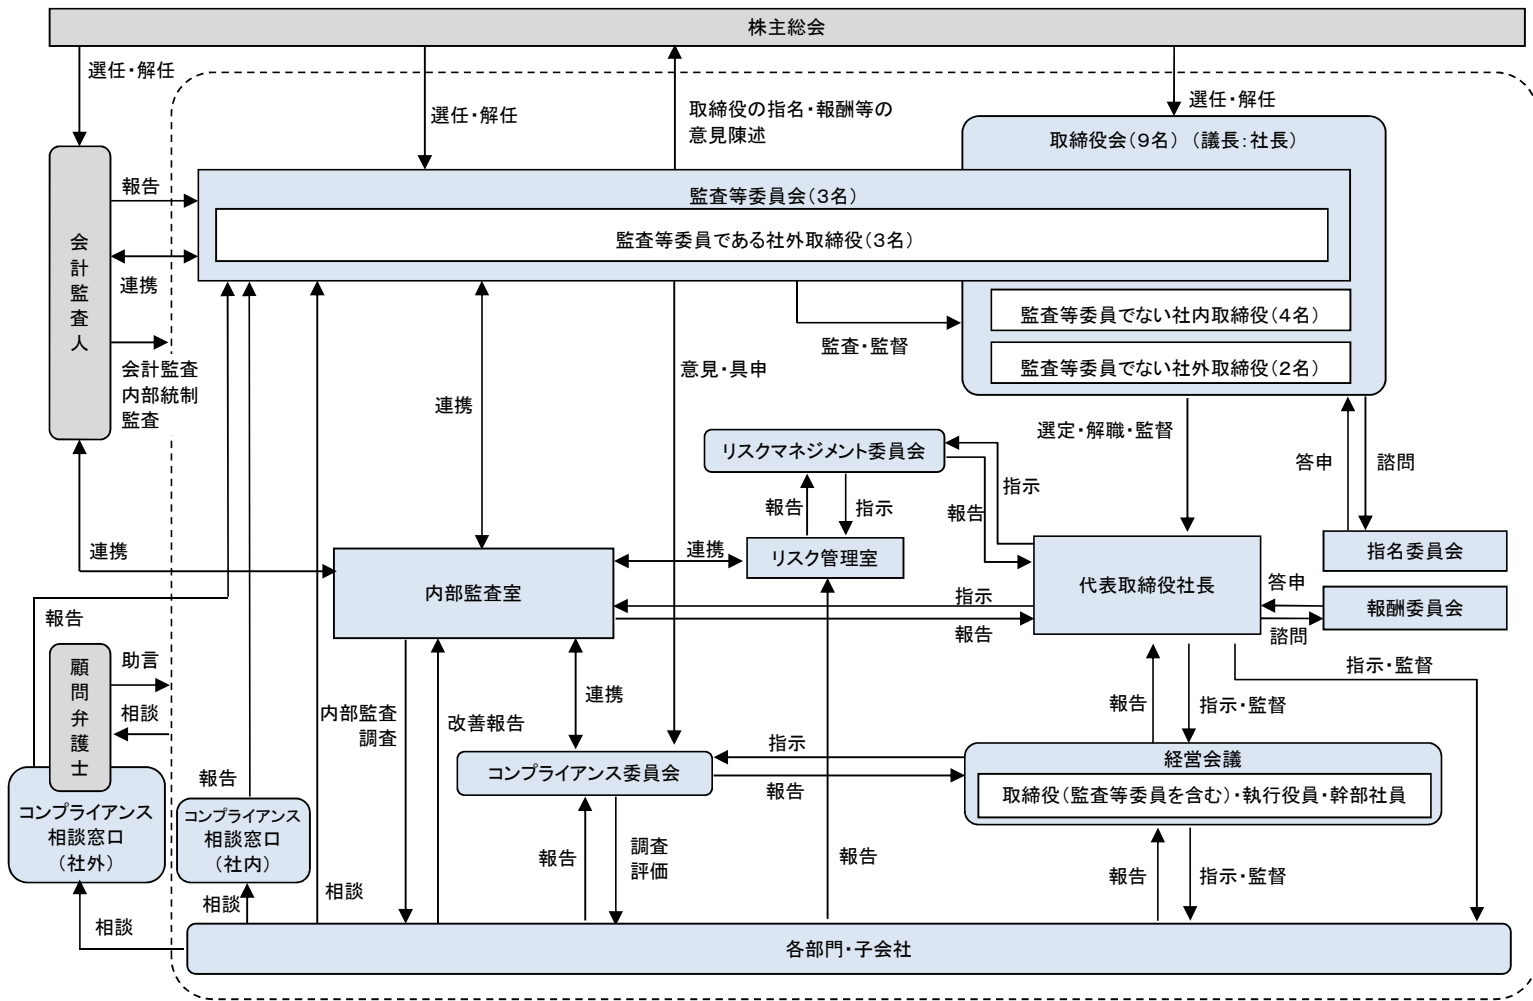 株主総会
選任・解任
選任・解任
取締役の指名・報酬等の
意見陳述
選任・解任
取締役会(9名) (議長:社長)
監査等委員会(3名)
監査等委員である社外取締役(3名)
監査等委員でない社内取締役(4名)
監査等委員でない社外取締役(2名)
会計監査人
報告
連携
会計監査
内部統制
監査
監査・監督
意見・具申
連携
選定・解職・監督
答申
諮問
リスクマネジメント委員会
報告
指示
指示
報告
連携
内部監査室
連携
リスク管理室
代表取締役社長
指名委員会
答申
報酬委員会
諮問
指示
報告
報告
顧問弁護士
助言
相談
内部監査
調査
改善報告
連携
報告
指示・監督
指示・監督
コンプライアンス委員会
指示
報告
経営会議
取締役(監査等委員を含む)・執行役員・幹部社員
コンプライアンス
相談窓口
(社外)
報告
コンプライアンス
相談窓口
(社内)
相談
相談
相談
報告
調査
評価
報告
報告
指示・監督
各部門・子会社